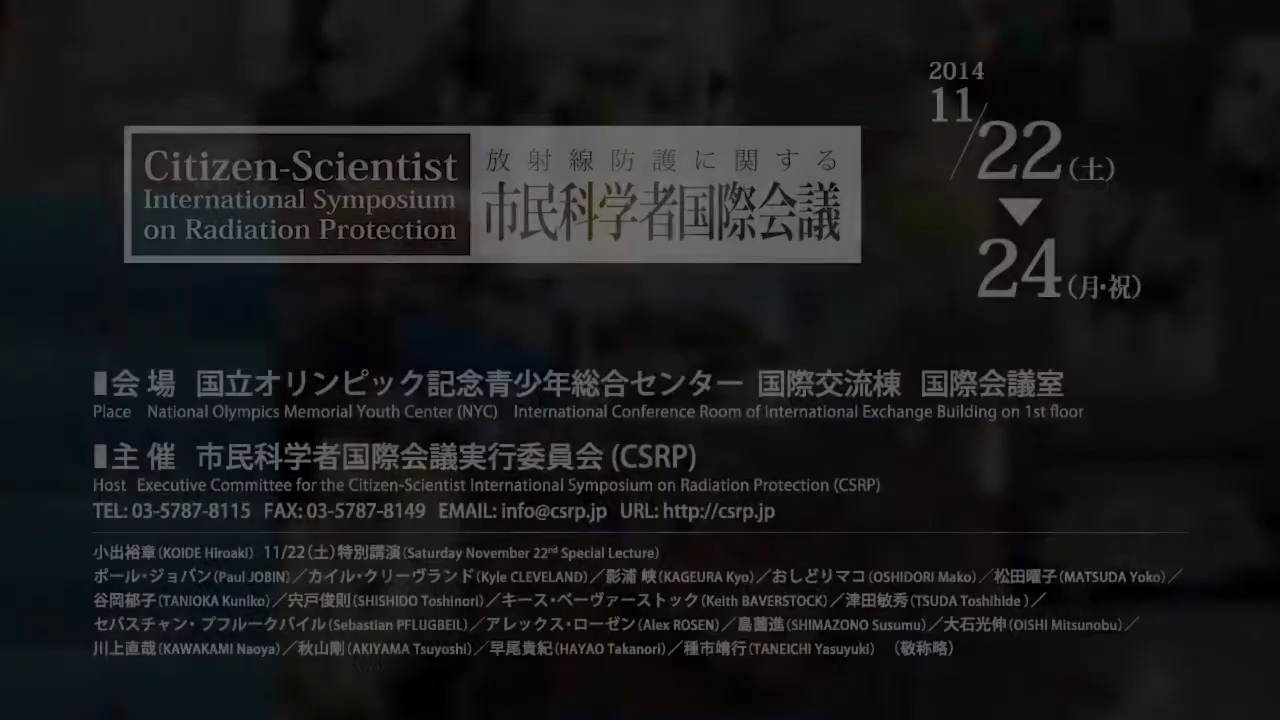 Citizen-Scientist
International Symposium
on Radiation Protection
放射線防護に関する
市民科学者国際会議
2014
11/22(土)
▼
24(月・祝)
▮会 場 国立オリンピック記念青少年総合センター 国際交流棟 国際会議室
Place National Olympics Memorial Youth Center (NYC) International Conference Room of International Exchange Building on 1st floor
▮主 催 市民科学者国際会議実行委員会 (CSRP)
Host Executive Committee for the Citizen-Scientist International Symposium on Radiation Protection (CSRP)
TEL: 03-5787-8115 FAX: 03-5787-8149 EMAIL: info@csrp.jp URL: http://csrp.jp
小出裕章(KOIDE Hiroaki) 11/22(土)特別講演(Saturday November 22nd Special Lecture)
ポール・ジョバン(Paul JOBIN)／カイル・クリーヴランド(Kyle CLEVELAND)／影浦 峡(KAGEURA Kyo)／おしどりマコ(OSHIDORI Mako)／松田曜子(MATSUDA Yoko)／
谷岡郁子(TANIOKA Kuniko)／宍戸俊則(SHISHIDO Toshinori)／キース・ベーヴァーストック(Keith BAVERSTOCK)／津田敏秀(TSUDA Toshihide )／
セバスチャン・プフルークバイル(Sebastian PFLUGBEIL)／アレックス・ローゼン(Alex ROSEN)／島薗進(SHIMAZONO Susumu)／大石光伸(OISHI Mitsunobu)／
川上直哉(KAWAKAMI Naoya)／秋山剛(AKIYAMA Tsuyoshi)／早尾貴紀(HAYAO Takanori)／種市靖行(TANEICHI Yasuyuki) (敬称略)